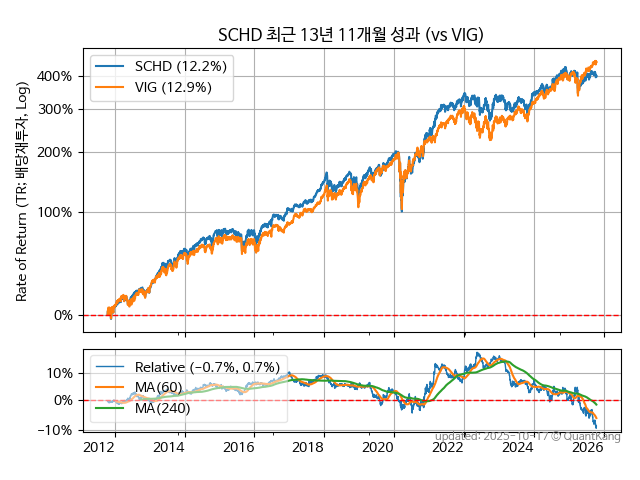 SCHD 최근 13년 11개월 성과 (vs VIG)
Rate of Return (TR; 배당재투자, Log)
SCHD (12.2%)
VIG (12.9%)
400%
300%
200%
100%
0%
Relative (−0.7%, 0.7%)
MA(60)
MA(240)
10%
0%
−10%
2012 2014 2016 2018 2020 2022 2024 2026
updated: 2025-10-17 © QuantKang